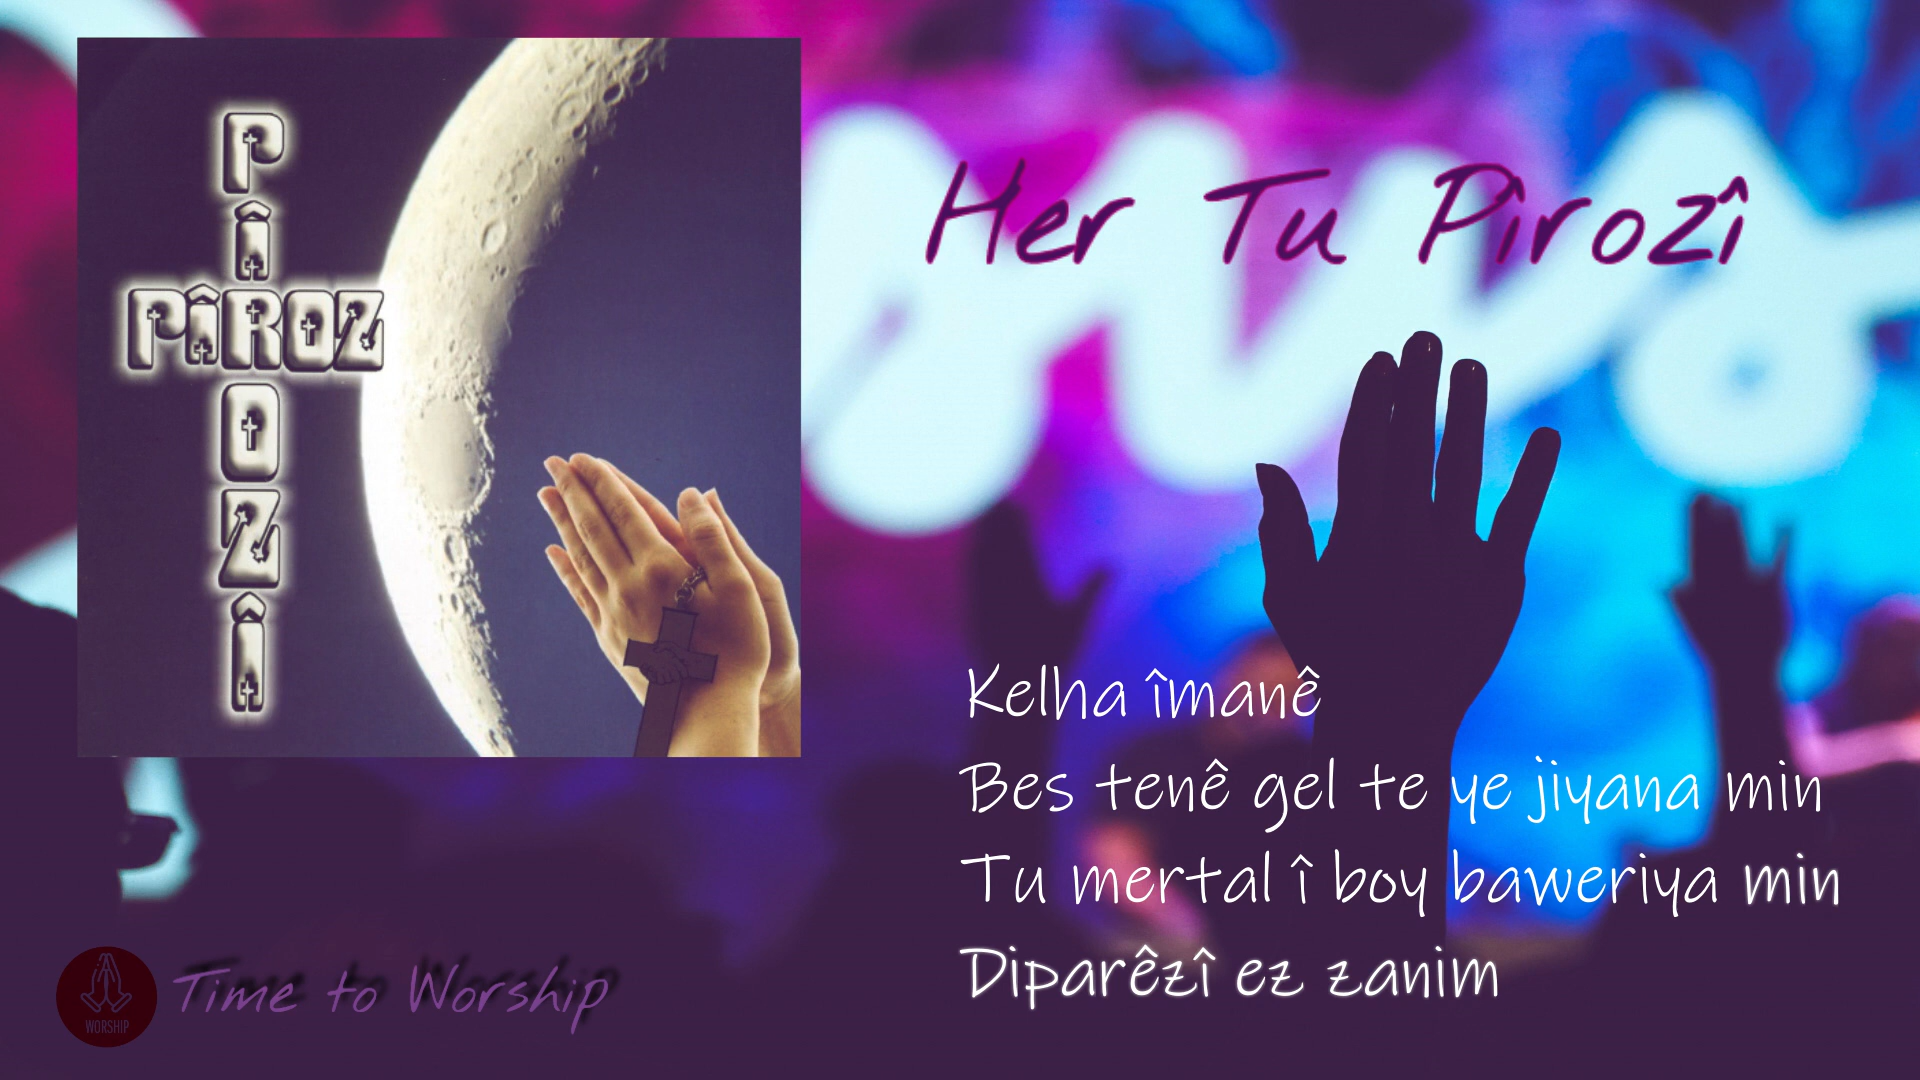 PÎROZÎ
PÎROZ
Her Tu Pîrozî
Kelha îmanê
Bes tenê gel te ye jiyana min
Tu mertal î boy baweriya min
Diparêzî ez zanim
WORSHIP
Time to Worship